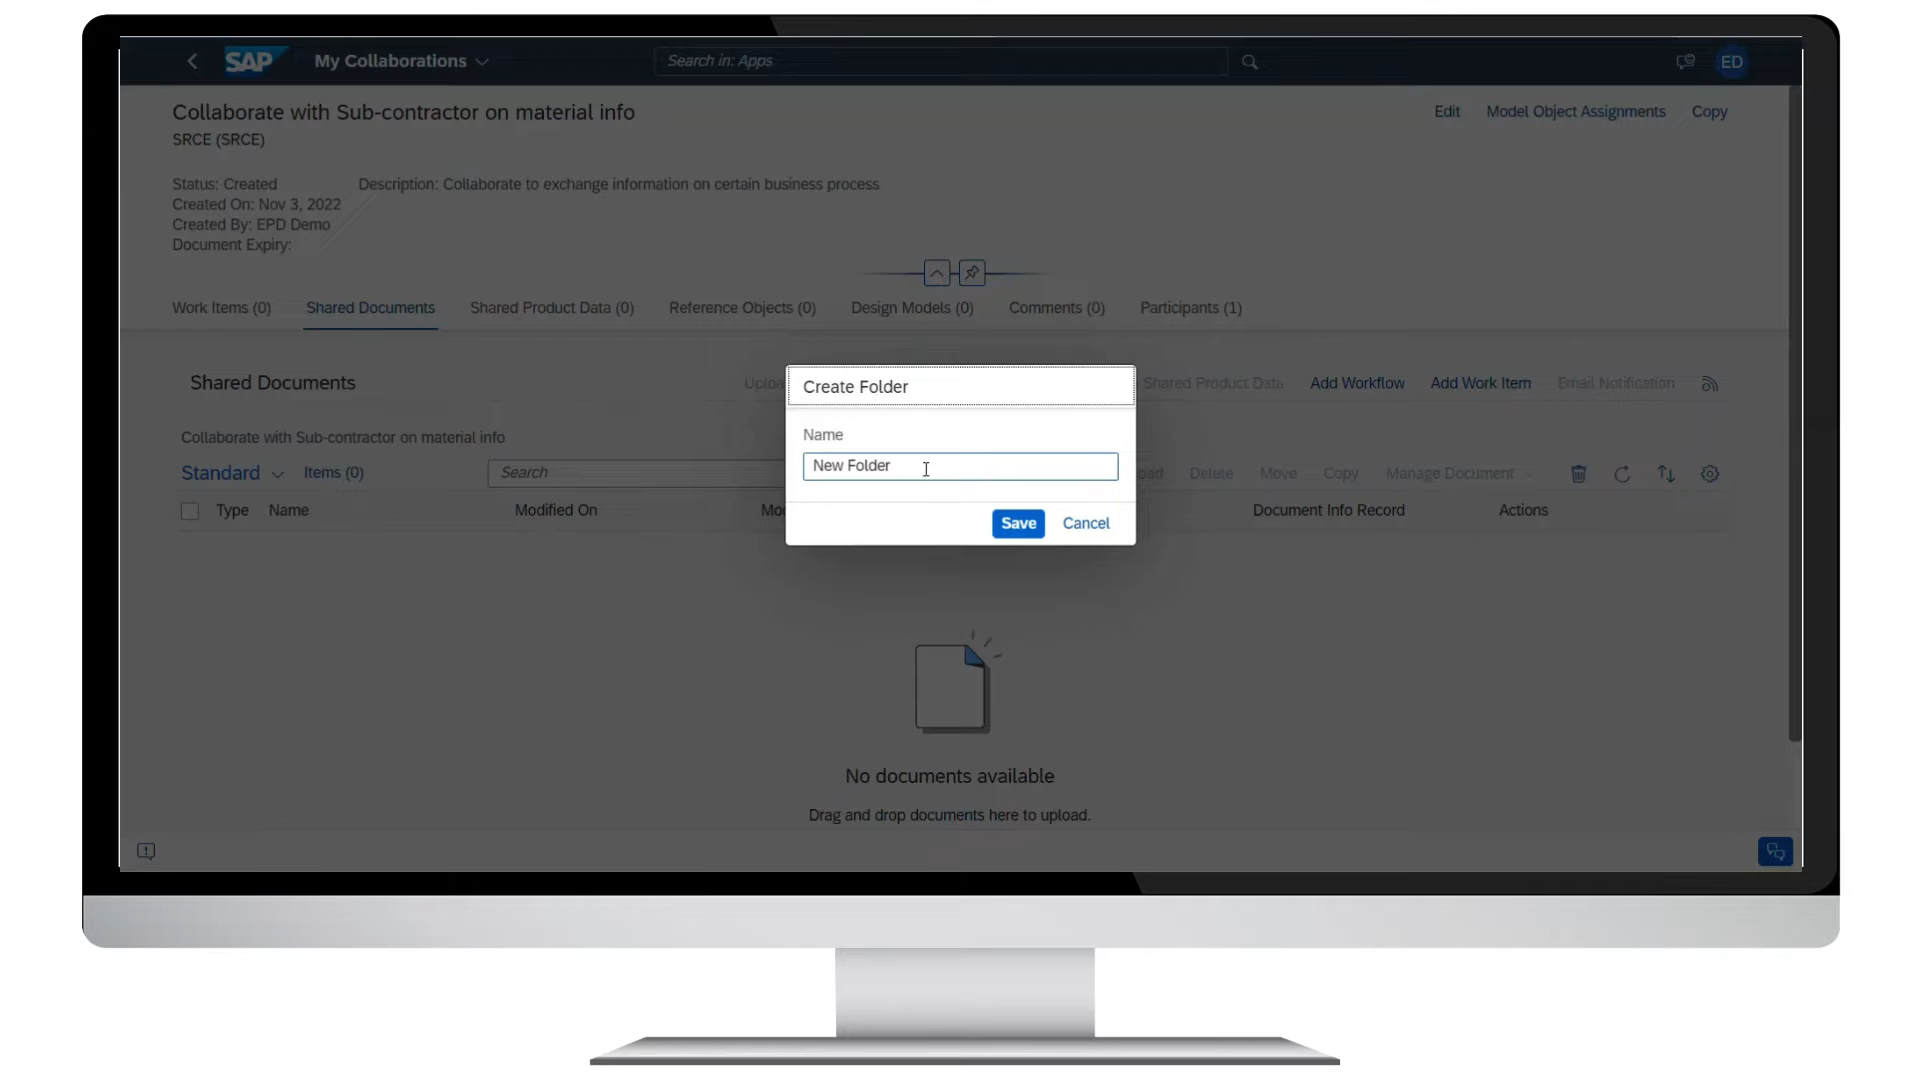 SAP My Collaborations Search in: Apps ED
Collaborate with Sub-contractor on material info Edit Model Object Assignments Copy
SRCE (SRCE)
Status: Created Description: Collaborate to exchange information on certain business process
Created On: Nov 3, 2022
Created By: EPD Demo
Document Expiry:
Work Items (0) Shared Documents Shared Product Data (0) Reference Objects (0) Design Models (0) Comments (0) Participants (1)
Shared Documents Shared Product Data Add Workflow Add Work Item Email Notification
Create Folder
Collaborate with Sub-contractor on material info
Name
Standard Items (0) Search Delete Move Copy Manage Document
New Folder
Type Name Modified On Document Info Record Actions
Save Cancel
No documents available
Drag and drop documents here to upload.